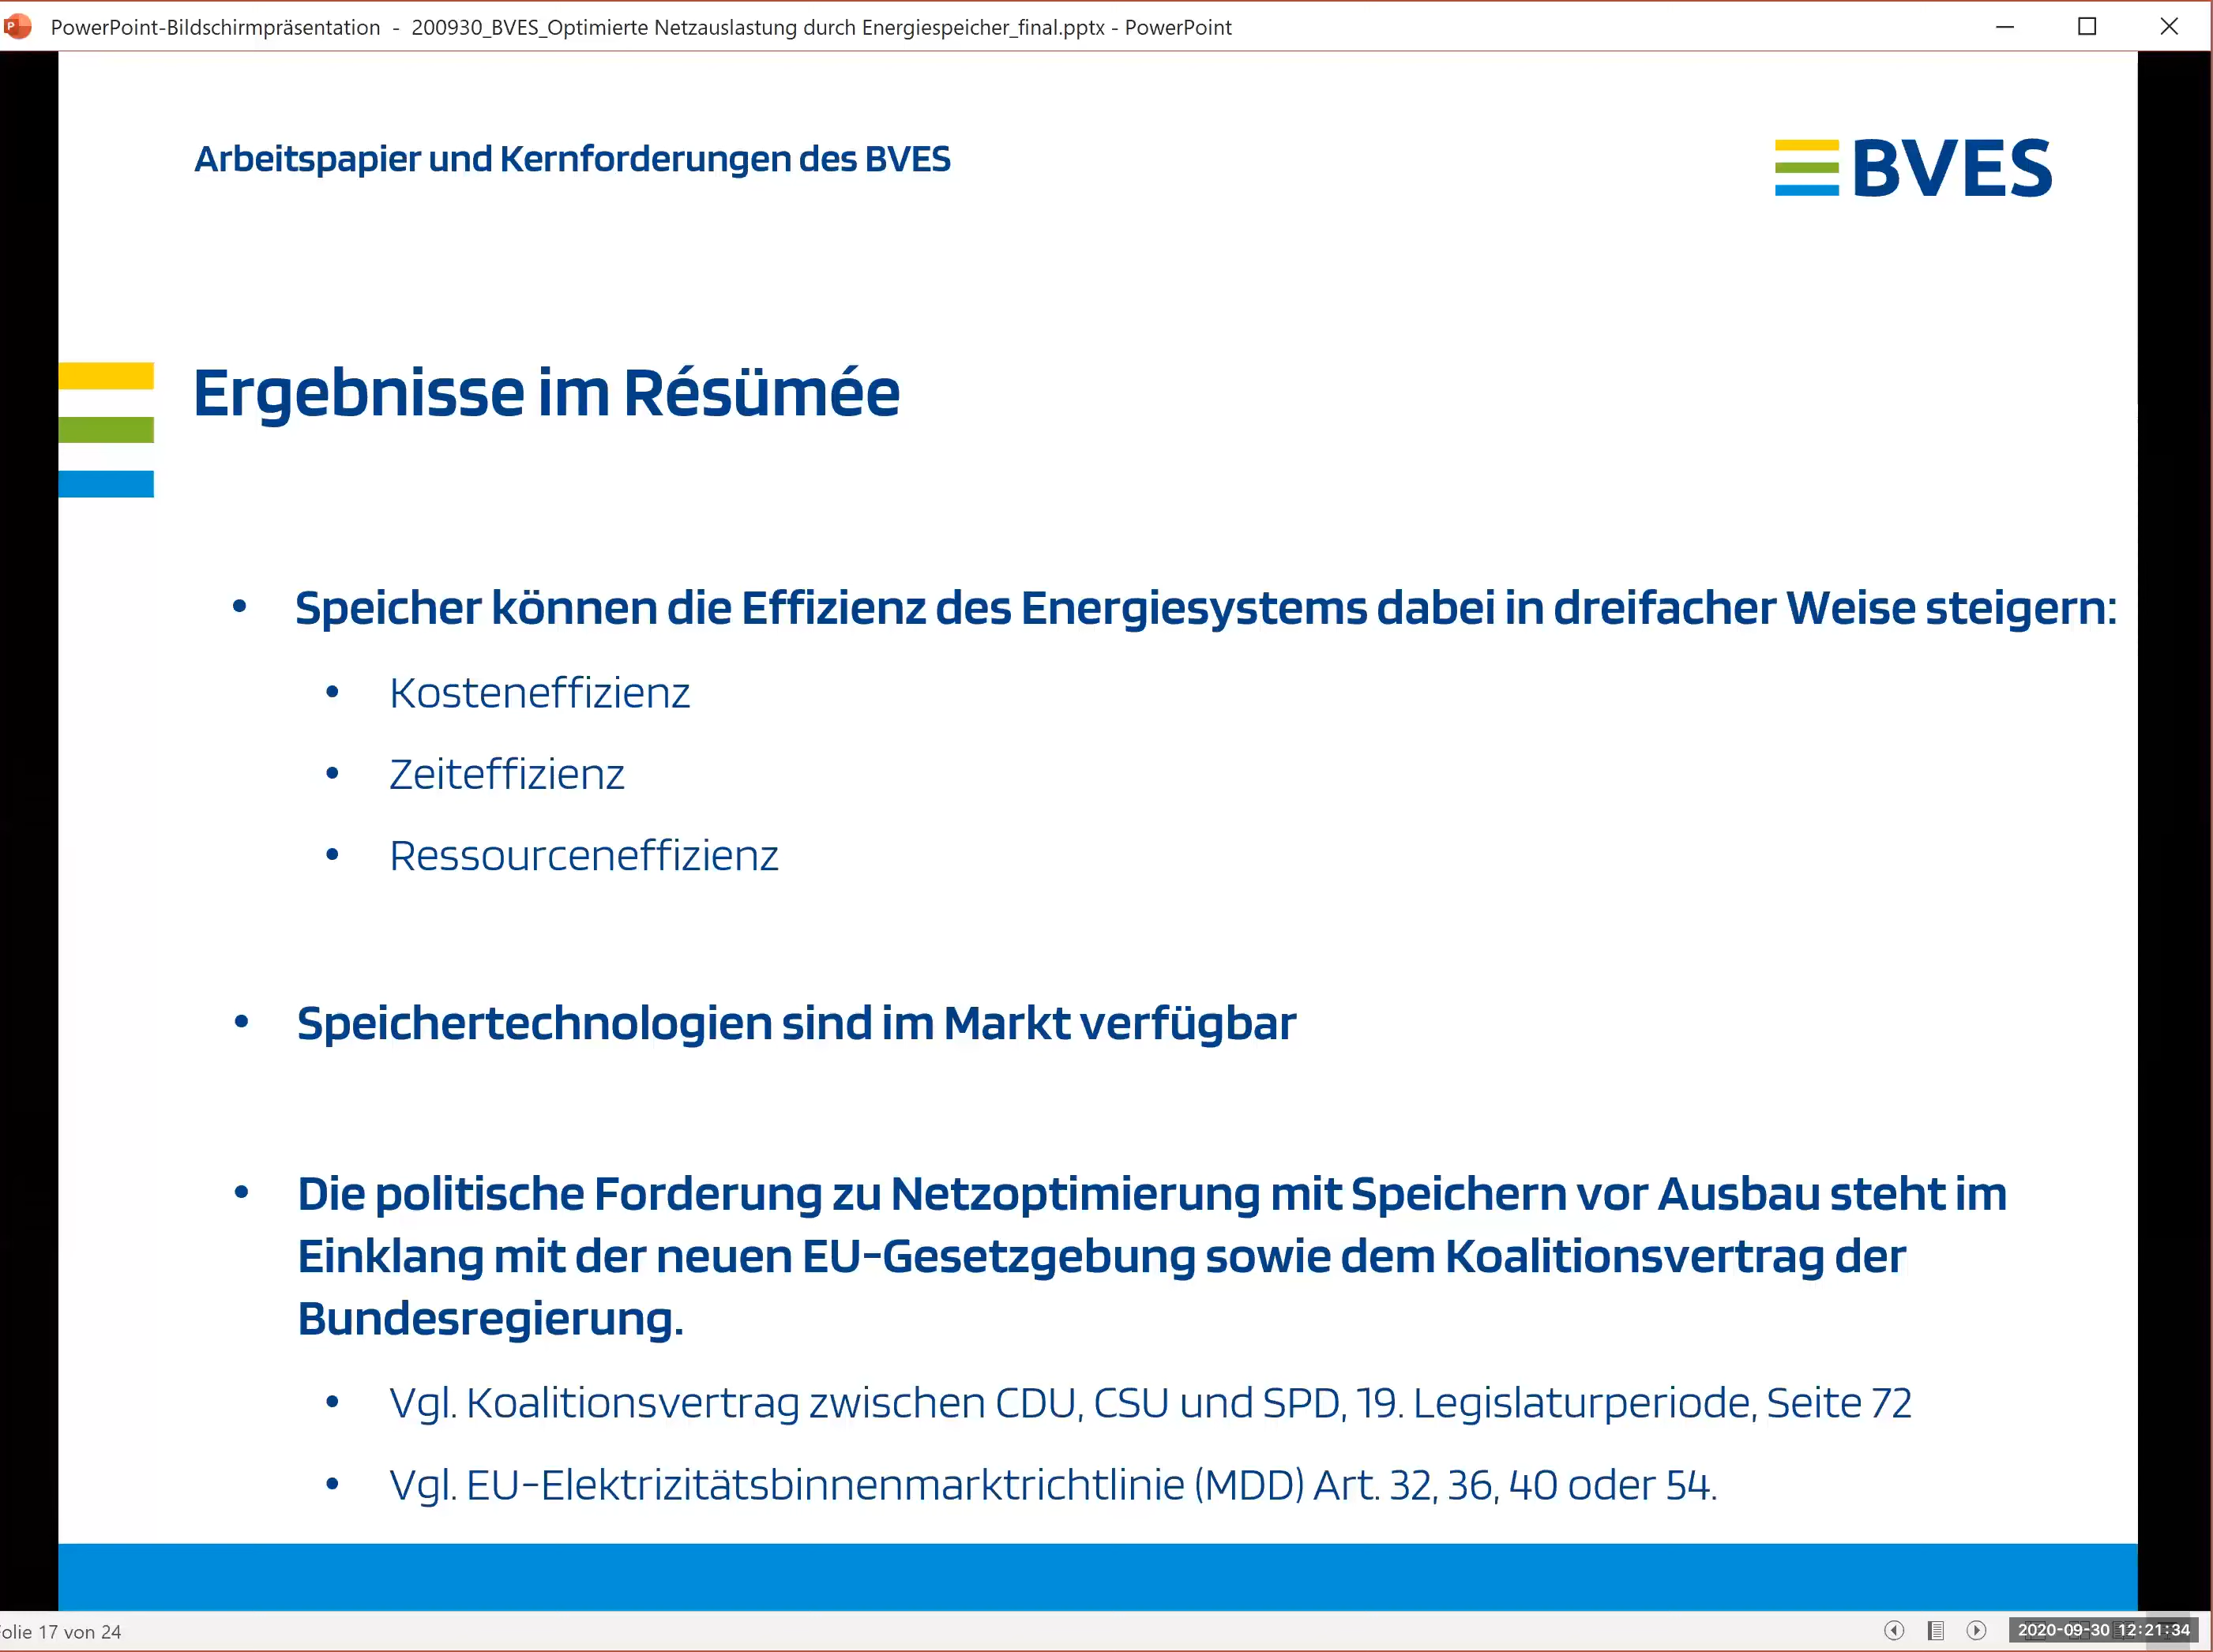 PowerPoint-Bildschirmpräsentation - 200930_BVES_Optimierte Netzauslastung durch Energiespeicher_final.pptx - PowerPoint
Arbeitspapier und Kernforderungen des BVES
BVES
Ergebnisse im Résümée
• Speicher können die Effizienz des Energiesystems dabei in dreifacher Weise steigern:
• Kosteneffizienz
• Zeiteffizienz
• Ressourceneffizienz
• Speichertechnologien sind im Markt verfügbar
• Die politische Forderung zu Netzoptimierung mit Speichern vor Ausbau steht im
Einklang mit der neuen EU-Gesetzgebung sowie dem Koalitionsvertrag der
Bundesregierung.
• Vgl. Koalitionsvertrag zwischen CDU, CSU und SPD, 19. Legislaturperiode, Seite 72
• Vgl. EU-Elektrizitätsbinnenmarktrichtlinie (MDD) Art. 32, 36, 40 oder 54.
olie 17 von 24
2020-09-30 12:21:34